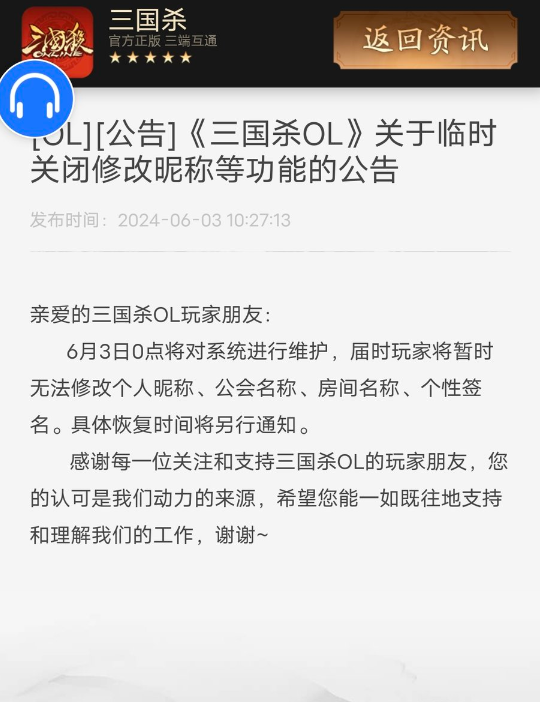 三国杀
官方正版 三端互通
返回资讯
三国杀
ONLINE
[OL][公告]《三国杀OL》关于临时
关闭修改昵称等功能的公告
发布时间：2024-06-03 10:27:13
亲爱的三国杀OL玩家朋友：
6月3日0点将对系统进行维护，届时玩家将暂时
无法修改个人昵称、公会名称、房间名称、个性签
名。具体恢复时间将另行通知。
感谢每一位关注和支持三国杀OL的玩家朋友，您
的认可是我们动力的来源，希望您能一如既往地支持
和理解我们的工作，谢谢~